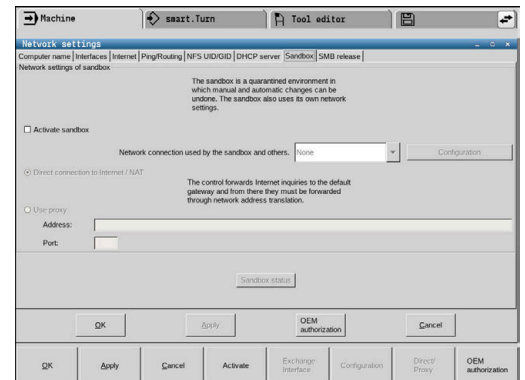 Machine
smart.Turn
Tool editor
Network settings
Computer name Interfaces Internet Ping/Routing NFS UID/GID DHCP server Sandbox SMB release
Network settings of sandbox
The sandbox is a quarantined environment in
which manual and automatic changes can be
undone. The sandbox also uses its own network
settings.
Activate sandbox
Network connection used by the sandbox and others. None Configuration
Direct connection to Internet / NAT
The control forwards Internet inquiries to the default
gateway and from there they must be forwarded
through network address translation.
Use proxy
Address:
Port:
Sandbox status
OK Apply OEM authorization Cancel
OK Apply Cancel Activate Exchange Interface Configuration Direct/ Proxy OEM authorization